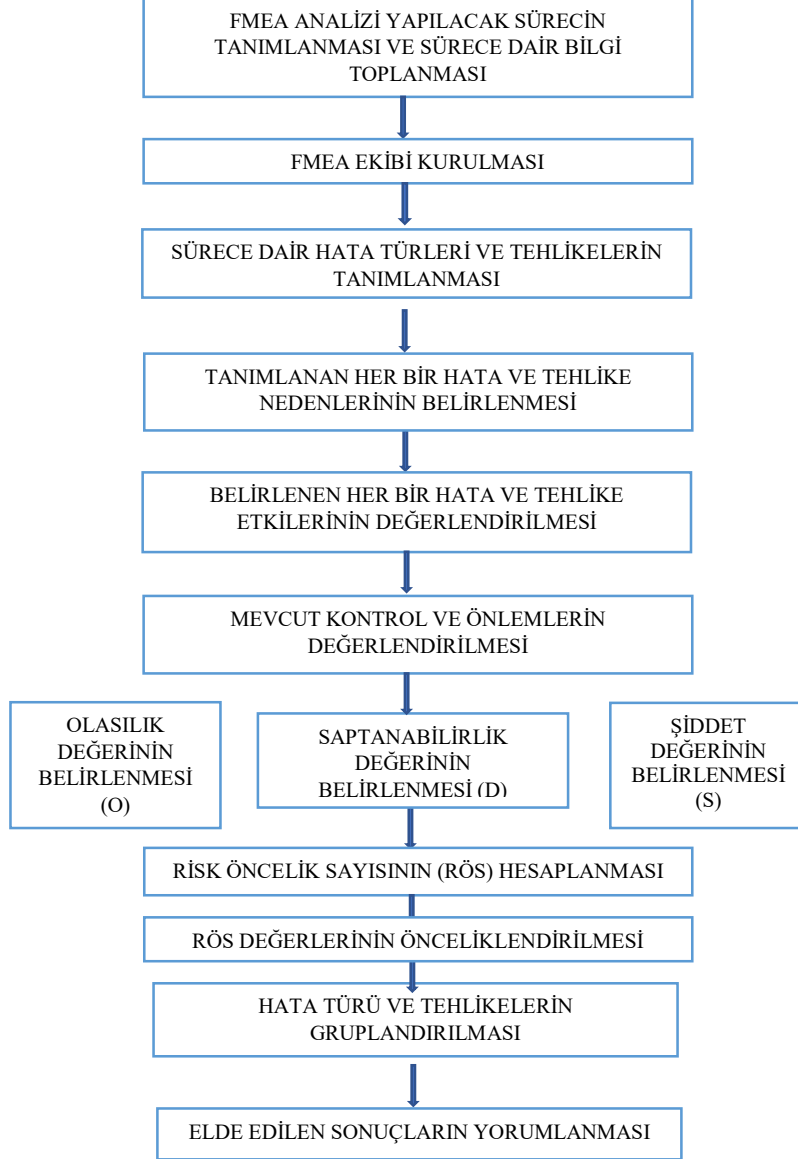 FMEA ANALİZİ YAPILACAK SÜRECİN
TANIMLANMASI VE SÜRECE DAİR BİLGİ
TOPLANMASI
FMEA EKİBİ KURULMASI
SÜRECE DAİR HATA TÜRLERİ VE TEHLİKELERİN
TANIMLANMASI
TANIMLANAN HER BİR HATA VE TEHLİKE
NEDENLERİNİN BELİRLENMESİ
BELİRLENEN HER BİR HATA VE TEHLİKE
ETKİLERİNİN DEĞERLENDİRİLMESİ
MEVCUT KONTROL VE ÖNLEMLERİN
DEĞERLENDİRİLMESİ
OLASILIK
DEĞERİNİN
BELİRLENMESİ
(O)
SAPTANABİLİRLİK
DEĞERİNİN
BELİRLENMESİ (D)
ŞİDDET
DEĞERİNİN
BELİRLENMESİ
(S)
RİSK ÖNCELİK SAYISININ (RÖS) HESAPLANMASI
RÖS DEĞERLERİNİN ÖNCELİKLENDİRİLMESİ
HATA TÜRÜ VE TEHLİKELERİN
GRUPLANDIRILMASI
ELDE EDİLEN SONUÇLARIN YORUMLANMASI